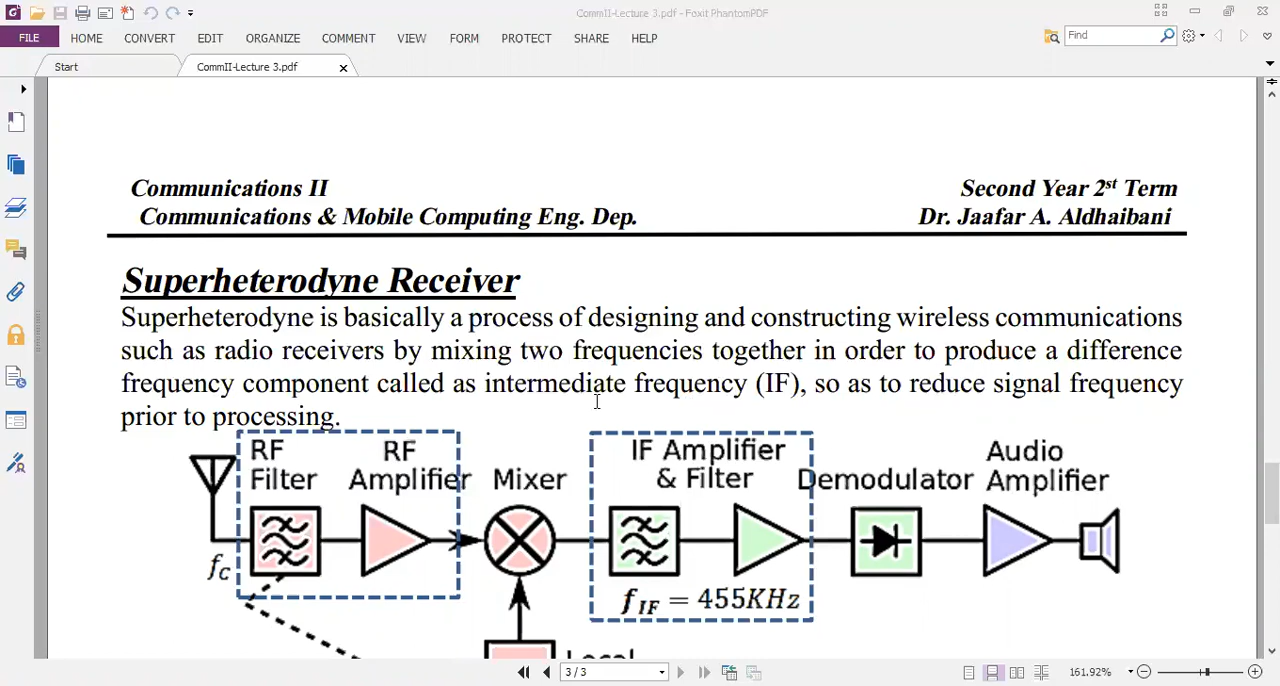 CommII-Lecture 3.pdf - Foxit PhantomPDF
FILE HOME CONVERT EDIT ORGANIZE COMMENT VIEW FORM PROTECT SHARE HELP Find
Start CommII-Lecture 3.pdf
Communications II Second Year 2st Term
Communications & Mobile Computing Eng. Dep. Dr. Jaafar A. Aldhaibani
Superheterodyne Receiver
Superheterodyne is basically a process of designing and constructing wireless communications
such as radio receivers by mixing two frequencies together in order to produce a difference
frequency component called as intermediate frequency (IF), so as to reduce signal frequency
prior to processing.
RF Filter
RF Amplifier
Mixer
IF Amplifier & Filter
Demodulator
Audio Amplifier
fC
fIF = 455KHz
Local
3 / 3 161.92%